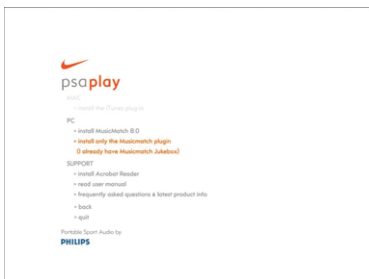 psaplay
MAC
• install the iTunes plug-in
PC
• install MusicMatch 8.0
• install only the Musicmatch plugin
(I already have Musicmatch Jukebox)
SUPPORT
• install Acrobat Reader
• read user manual
• frequently asked questions & latest product info
• back
• quit
Portable Sport Audio by
PHILIPS